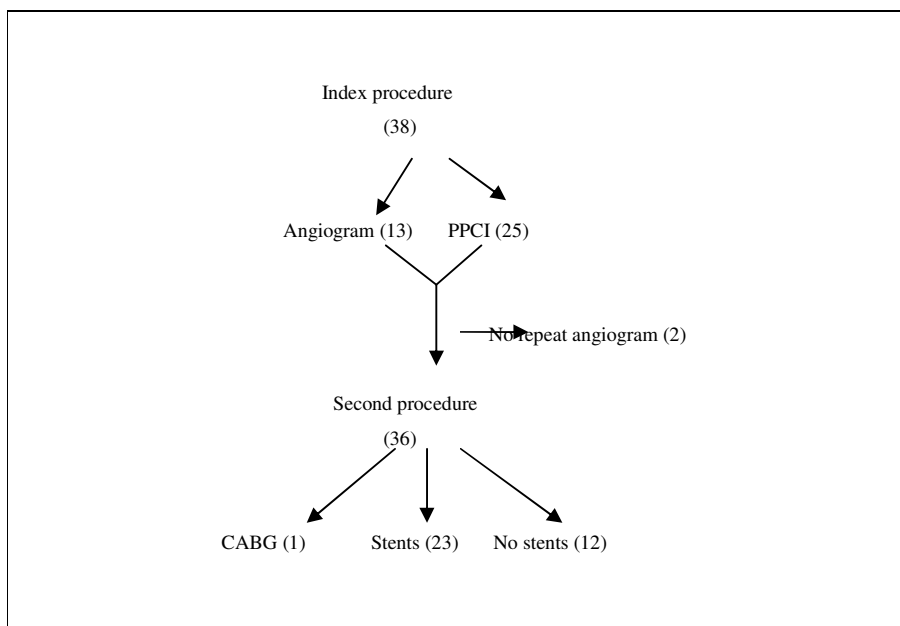 Index procedure
(38)
Angiogram (13) PPCI (25)
No repeat angiogram (2)
Second procedure
(36)
CABG (1) Stents (23) No stents (12)